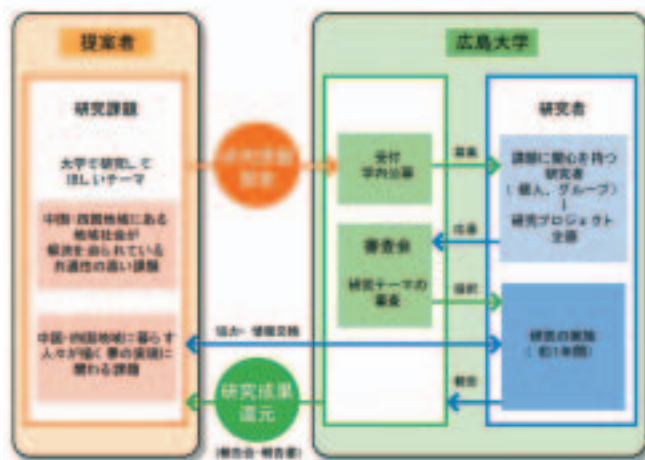 提案者
広島大学
研究課題
大学で研究して
ほしいテーマ
中国・四国地域にある
地域社会が
解決を迫られている
共通性の高い課題
中国・四国地域に暮らす
人々が描く夢の実現に
関わる課題
研究課題
受付
学内公募
審査会
研究テーマの
審査
募集
応募
採択
報告
研究者
課題に関心を持つ
研究者
(個人、グループ)
研究プロジェクト
企画
研究の実施
(約1年間)
協力・情報交換
研究成果
還元
(報告会・報告書)